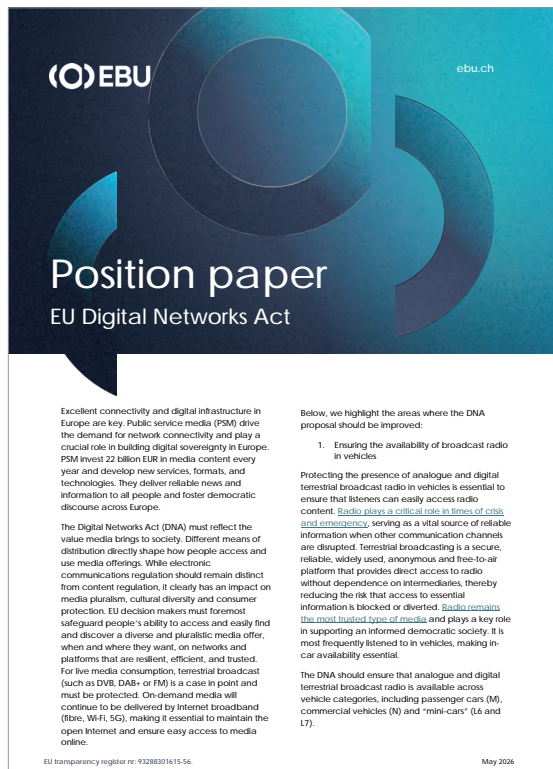 EBU
ebu.ch
Position paper
EU Digital Networks Act
Excellent connectivity and digital infrastructure in
Europe are key. Public service media (PSM) drive
the demand for network connectivity and play a
crucial role in building digital sovereignty in Europe.
PSM invest 22 billion EUR in media content every
year and develop new services, formats, and
technologies. They deliver reliable news and
information to all people and foster democratic
discourse across Europe.
The Digital Networks Act (DNA) must reflect the
value media brings to society. Different means of
distribution directly shape how people access and
use media offerings. While electronic
communications regulation should remain distinct
from content regulation, it clearly has an impact on
media pluralism, cultural diversity and consumer
protection. EU decision makers must foremost
safeguard people's ability to access and easily find
and discover a diverse and pluralistic media offer,
when and where they want, on networks and
platforms that are resilient, efficient, and trusted.
For live media consumption, terrestrial broadcast
(such as DVB, DAB+ or FM) is a case in point and
must be protected. On-demand media will
continue to be delivered by Internet broadband
(fibre, Wi-Fi, 5G), making it essential to maintain the
open Internet and ensure easy access to media
online.
Below, we highlight the areas where the DNA
proposal should be improved:
1. Ensuring the availability of broadcast radio
in vehicles
Protecting the presence of analogue and digital
terrestrial broadcast radio in vehicles is essential to
ensure that listeners can easily access radio
content. Radio plays a critical role in times of crisis
and emergency, serving as a vital source of reliable
information when other communication channels
are disrupted. Terrestrial broadcasting is a secure,
reliable, widely used, anonymous and free-to-air
platform that provides direct access to radio
without dependence on intermediaries, thereby
reducing the risk that access to essential
information is blocked or diverted. Radio remains
the most trusted type of media and plays a key role
in supporting an informed democratic society. It is
most frequently listened to in vehicles, making in-
car availability essential.
The DNA should ensure that analogue and digital
terrestrial broadcast radio is available across
vehicle categories, including passenger cars (M),
commercial vehicles (N) and "mini-cars" (L6 and
L7).
EU transparency register nr: 93288301615-56.
May 2026